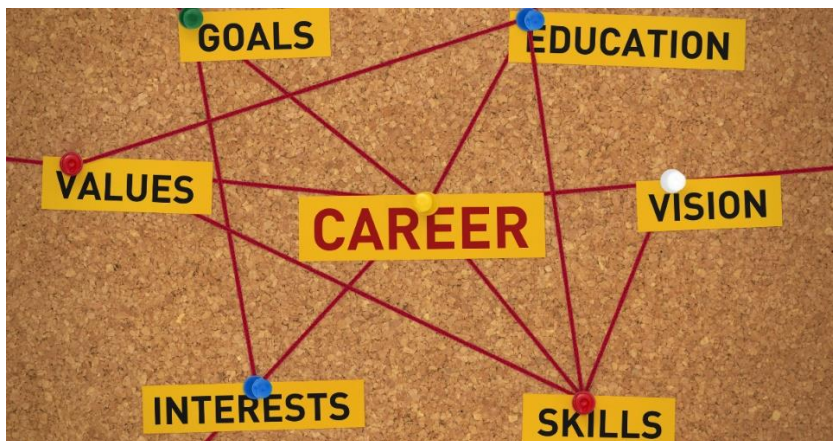 GOALS
EDUCATION
VALUES
CAREER
VISION
INTERESTS
SKILLS